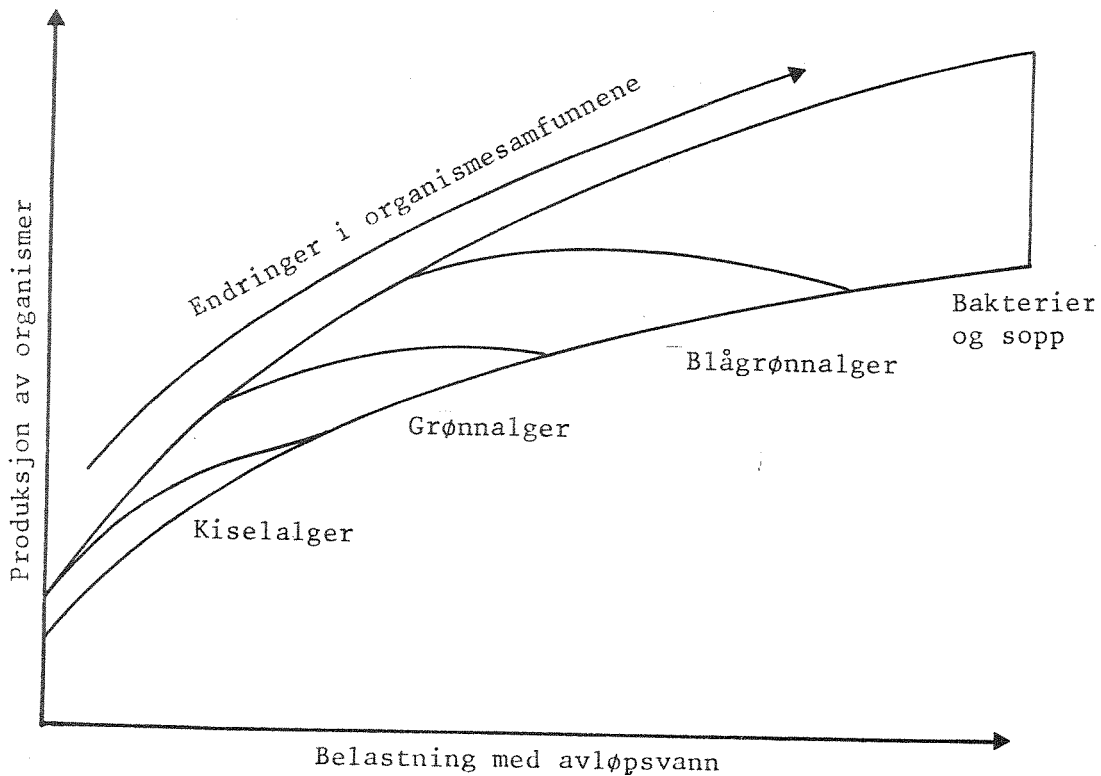 Produksjon av organismer
Endringer i organismesamfunnene
Bakterier
og sopp
Blågrønnalger
Grønnalger
Kiselalger
Belastning med avløpsvann